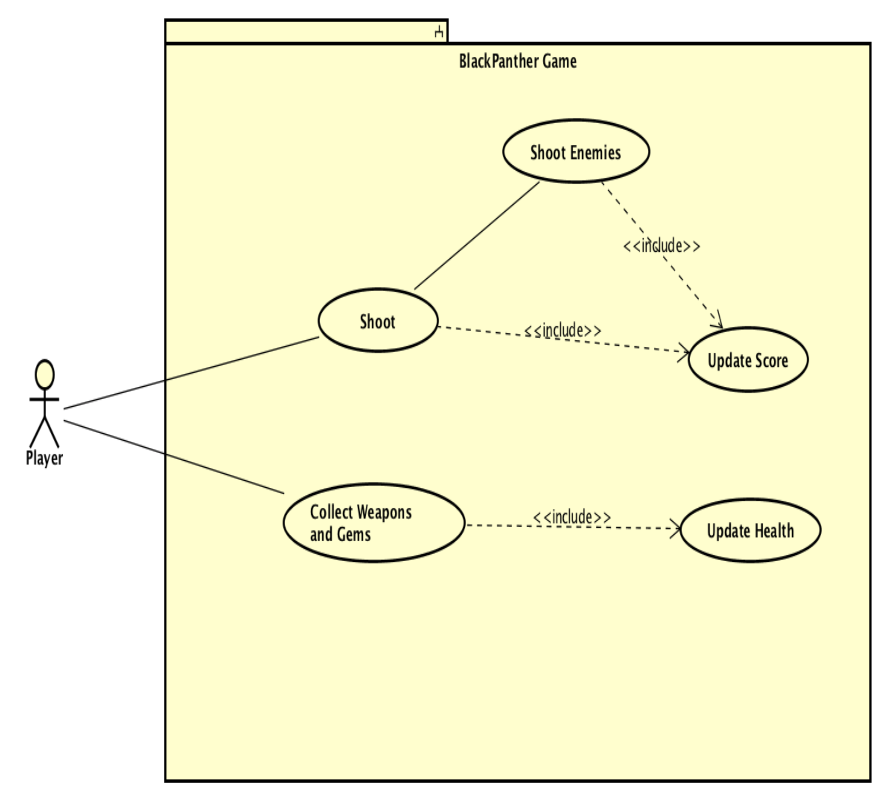 BlackPanther Game
Shoot Enemies
<<include>>
Shoot
<<include>>
Update Score
Player
Collect Weapons
and Gems
<<include>>
Update Health